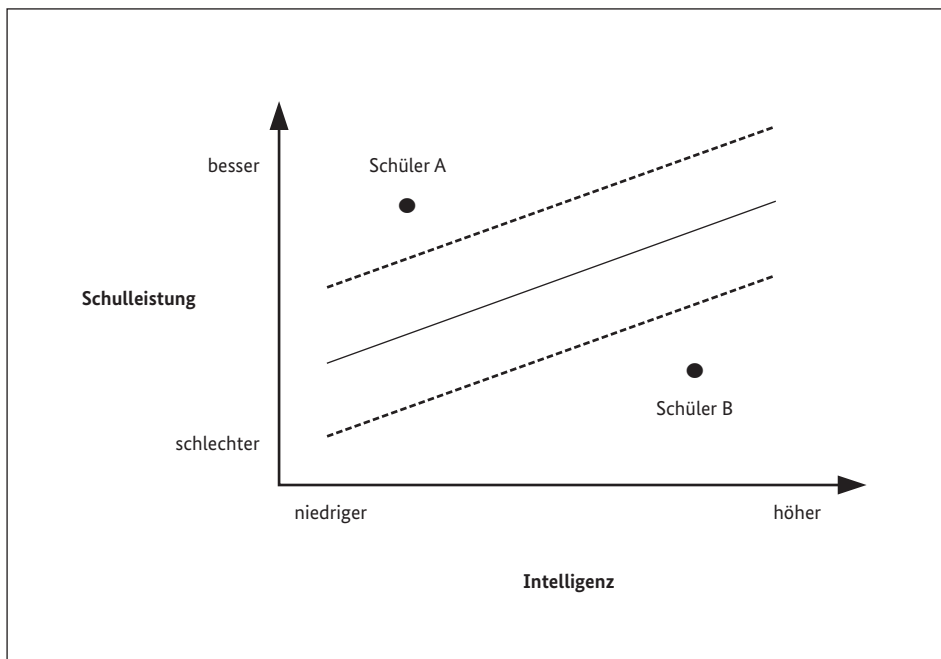 besser
Schüler A
Schulleistung
Schüler B
schlechter
niedriger
höher
Intelligenz